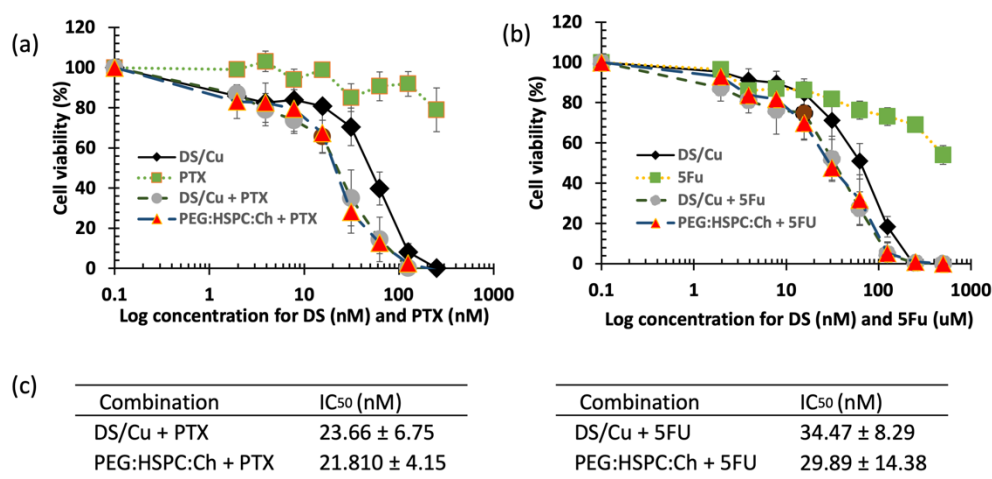 (a)
120
100
80
60
40
20
0
Cell viability (%)
DS/Cu
PTX
DS/Cu + PTX
PEG:HSPC:Ch + PTX
0.1 1 10 100 1000
Log concentration for DS (nM) and PTX (nM)
(b)
120
100
80
60
40
20
0
Cell viability (%)
DS/Cu
5Fu
DS/Cu + 5Fu
PEG:HSPC:Ch + 5FU
0.1 1 10 100 1000
Log concentration for DS (nM) and 5Fu (uM)
(c)
Combination IC50 (nM)
DS/Cu + PTX 23.66 ± 6.75
PEG:HSPC:Ch + PTX 21.810 ± 4.15
Combination IC50 (nM)
DS/Cu + 5FU 34.47 ± 8.29
PEG:HSPC:Ch + 5FU 29.89 ± 14.38